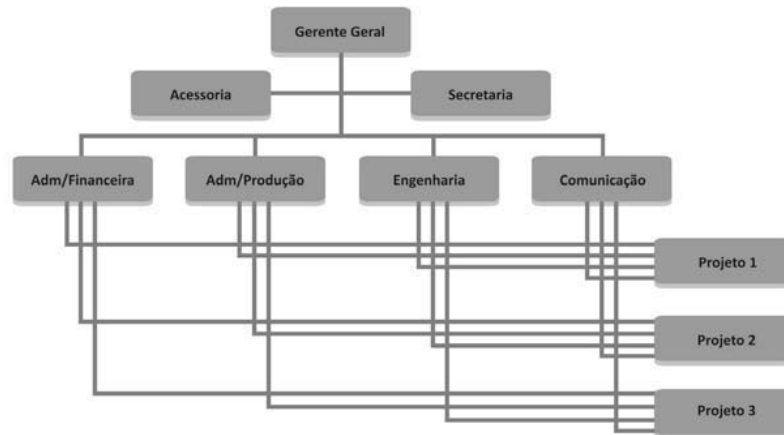 Gerente Geral
Acessoria
Secretaria
Adm/Financeira
Adm/Produção
Engenharia
Comunicação
Projeto 1
Projeto 2
Projeto 3